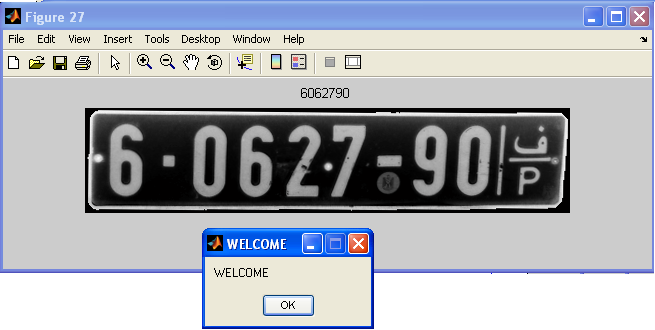 Figure 27
File Edit View Insert Tools Desktop Window Help
6062790
6·0627-90 ف P
WELCOME
WELCOME
OK